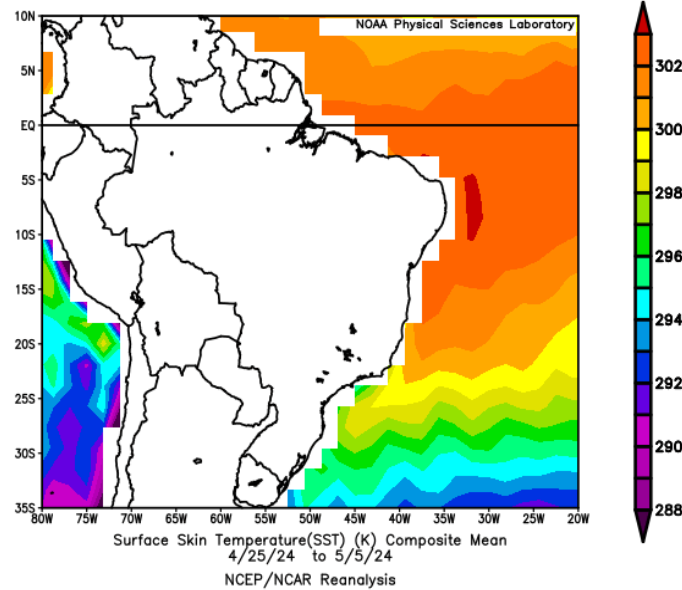 NOAA Physical Sciences Laboratory
10N
5N
EQ
5S
10S
15S
20S
25S
30S
35S
80W 75W 70W 65W 60W 55W 50W 45W 40W 35W 30W 25W 20W
302
300
298
296
294
292
290
288
Surface Skin Temperature(SST) (K) Composite Mean
4/25/24 to 5/5/24
NCEP/NCAR Reanalysis